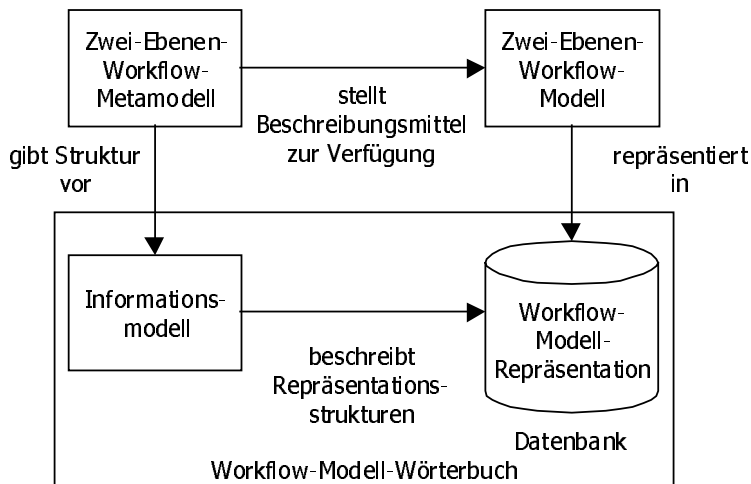 Zwei-Ebenen-
Workflow-
Metamodell
Zwei-Ebenen-
Workflow-
Modell
stellt
Beschreibungsmittel
zur Verfügung
gibt Struktur
vor
repräsentiert
in
Informations-
modell
Workflow-
Modell-
Repräsentation
beschreibt
Repräsentations-
strukturen
Datenbank
Workflow-Modell-Wörterbuch